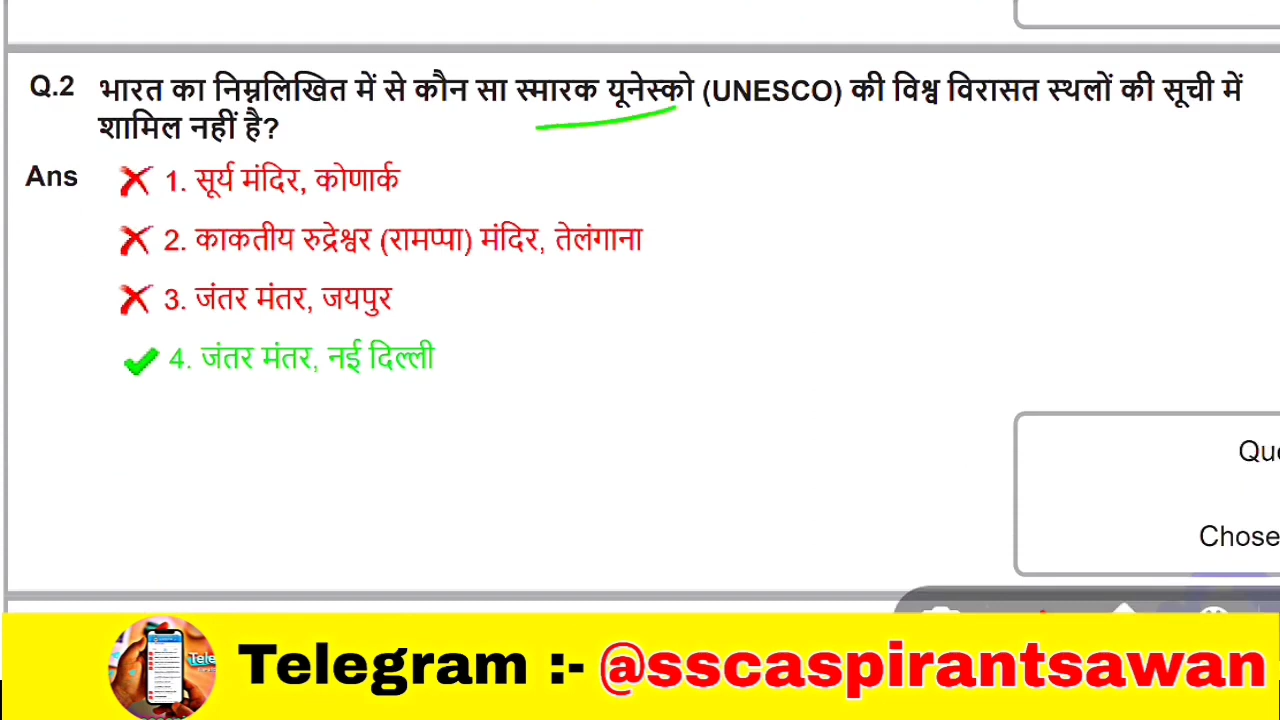 Q.2 भारत का निम्नलिखित में से कौन सा स्मारक यूनेस्को (UNESCO) की विश्व विरासत स्थलों की सूची में
शामिल नहीं है?
Ans 1. सूर्य मंदिर, कोणार्क
2. काकतीय रुद्रेश्वर (रामप्पा) मंदिर, तेलंगाना
3. जंतर मंतर, जयपुर
4. जंतर मंतर, नई दिल्ली
Que
Chose
Telegram :- @sscaspirantsawan